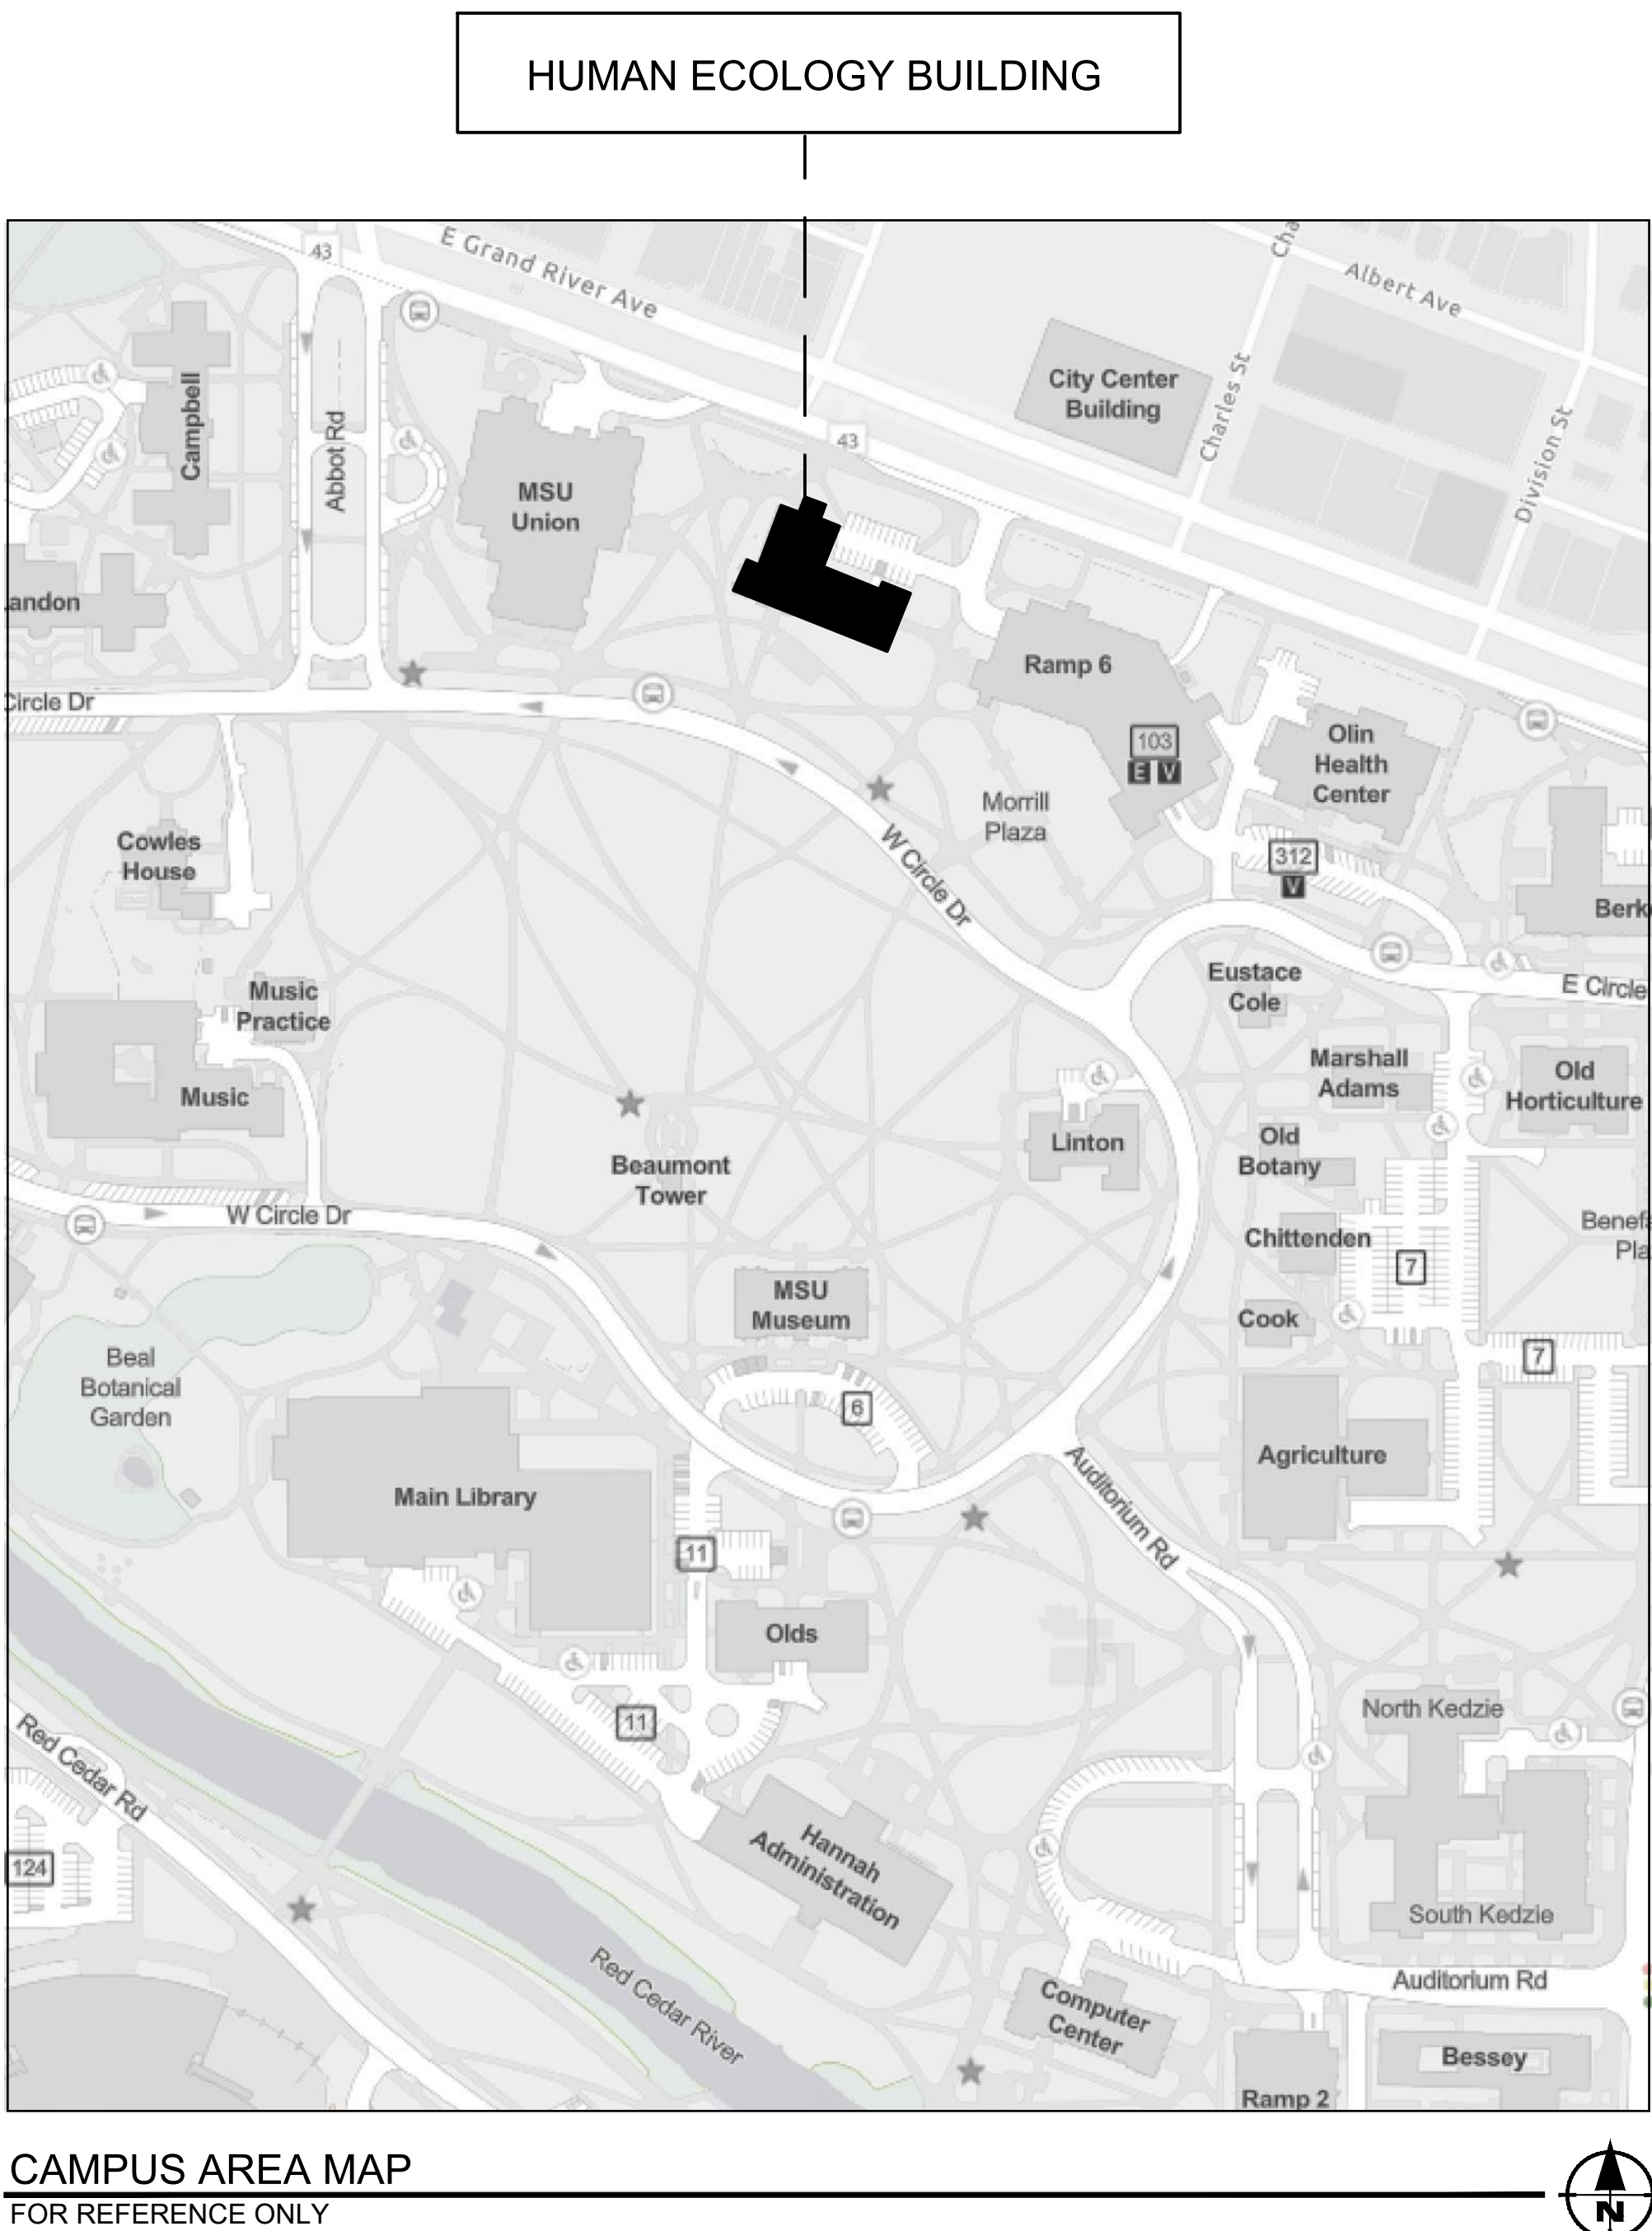 HUMAN ECOLOGY BUILDING
43
E Grand River Ave
Cha
Albert Ave
City Center
Building
Charles St
Division St
Campbell
Abbot Rd
MSU
Union
43
andon
Ramp 6
Circle Dr
103
E V
Olin
Health
Center
Morrill
Plaza
W Circle Dr
312
V
Cowles
House
Berk
E Circle
Eustace
Cole
Music
Practice
Music
Marshall
Adams
Old
Horticulture
Linton
Old
Botany
Beaumont
Tower
W Circle Dr
Chittenden
Benefa
Pla
7
MSU
Museum
Cook
7
Beal
Botanical
Garden
6
Agriculture
Auditorium Rd
Main Library
11
Olds
11
North Kedzie
Red Cedar Rd
Hannah
Administration
124
South Kedzie
Red Cedar River
Auditorium Rd
Computer
Center
Bessey
Ramp 2
CAMPUS AREA MAP
FOR REFERENCE ONLY
N